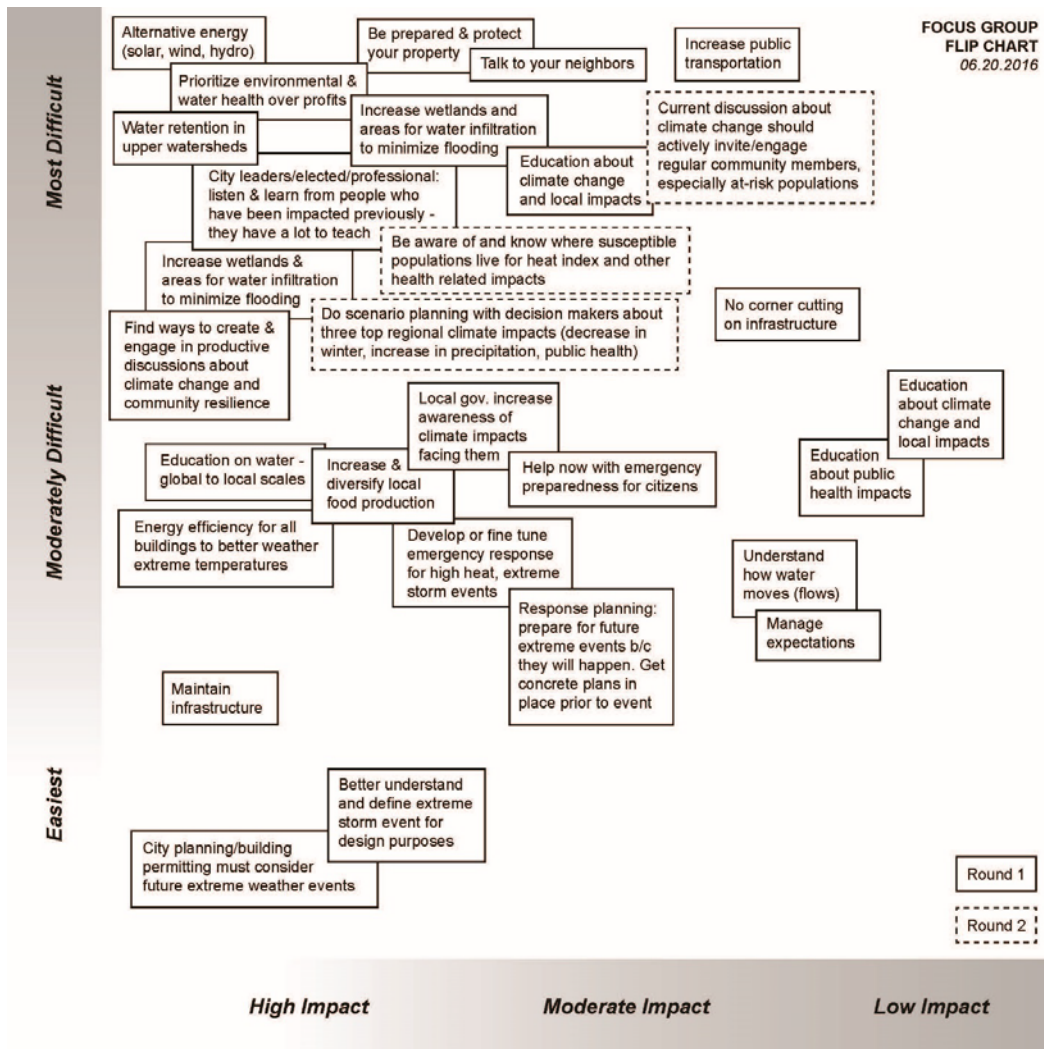 FOCUS GROUP
FLIP CHART
06.20.2016
Most Difficult
Moderately Difficult
Easiest
Alternative energy
(solar, wind, hydro)
Be prepared & protect
your property
Talk to your neighbors
Increase public
transportation
Prioritize environmental &
water health over profits
Water retention in
upper watersheds
Increase wetlands and
areas for water infiltration
to minimize flooding
Education about
climate change
and local impacts
Current discussion about
climate change should
actively invite/engage
regular community members,
especially at-risk populations
City leaders/elected/professional:
listen & learn from people who
have been impacted previously -
they have a lot to teach
Be aware of and know where susceptible
populations live for heat index and other
health related impacts
Increase wetlands &
areas for water infiltration
to minimize flooding
Do scenario planning with decision makers about
three top regional climate impacts (decrease in
winter, increase in precipitation, public health)
No corner cutting
on infrastructure
Find ways to create &
engage in productive
discussions about
climate change and
community resilience
Local gov. increase
awareness of
climate impacts
facing them
Education
about climate
change and
local impacts
Education on water -
global to local scales
Increase &
diversify local
food production
Help now with emergency
preparedness for citizens
Education
about public
health impacts
Energy efficiency for all
buildings to better weather
extreme temperatures
Develop or fine tune
emergency response
for high heat, extreme
storm events
Understand
how water
moves (flows)
Manage
expectations
Response planning:
prepare for future
extreme events b/c
they will happen. Get
concrete plans in
place prior to event
Maintain
infrastructure
Better understand
and define extreme
storm event for
design purposes
City planning/building
permitting must consider
future extreme weather events
Round 1
Round 2
High Impact
Moderate Impact
Low Impact